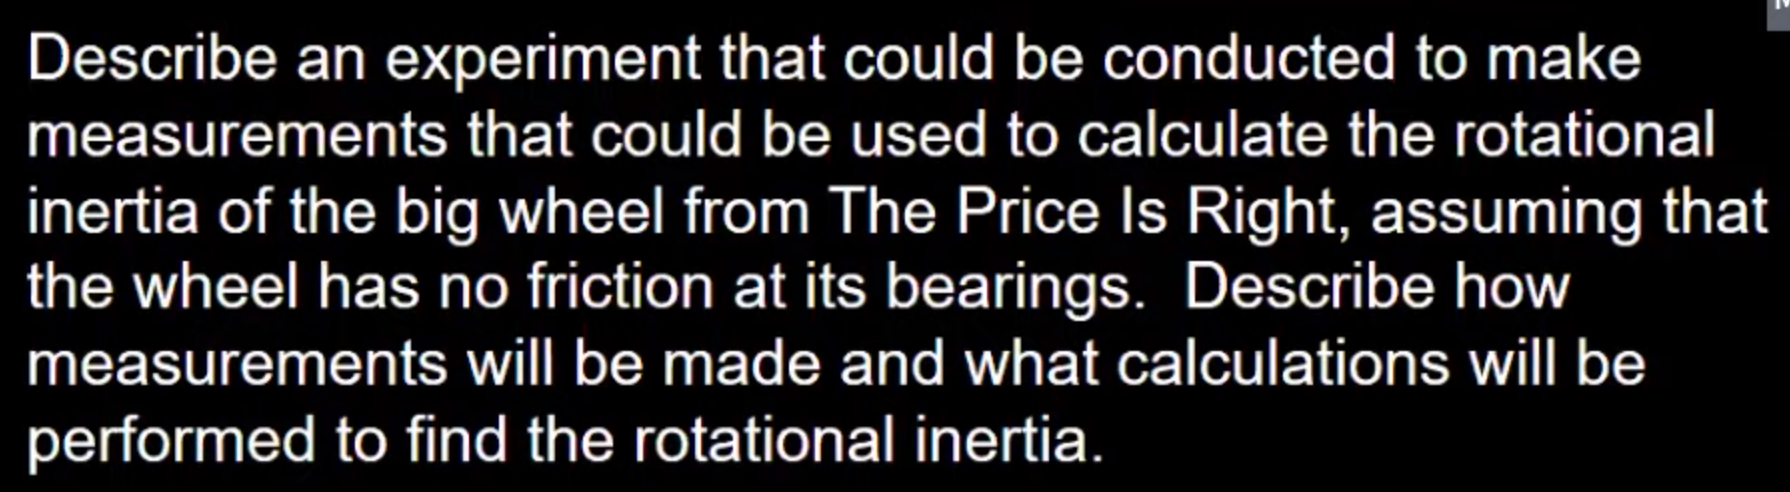 Describe an experiment that could be conducted to make
measurements that could be used to calculate the rotational
inertia of the big wheel from The Price Is Right, assuming that
the wheel has no friction at its bearings.  Describe how
measurements will be made and what calculations will be
performed to find the rotational inertia.